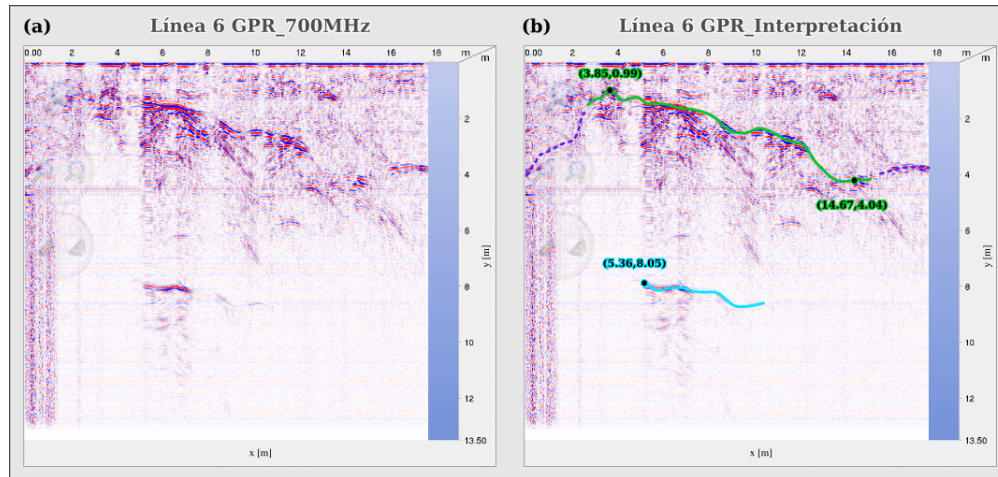 (a) Línea 6 GPR_700MHz
0.00 2 4 6 8 10 12 14 16 18 m
m
2
4
6
y [m]
8
10
12
13.50
x [m]
(b) Línea 6 GPR_Interpretación
0.00 2 4 6 8 10 12 14 16 18 m
m
(3.85,0.99)
2
4
(14.67,4.04)
6
y [m]
(5.36,8.05)
8
10
12
13.50
x [m]